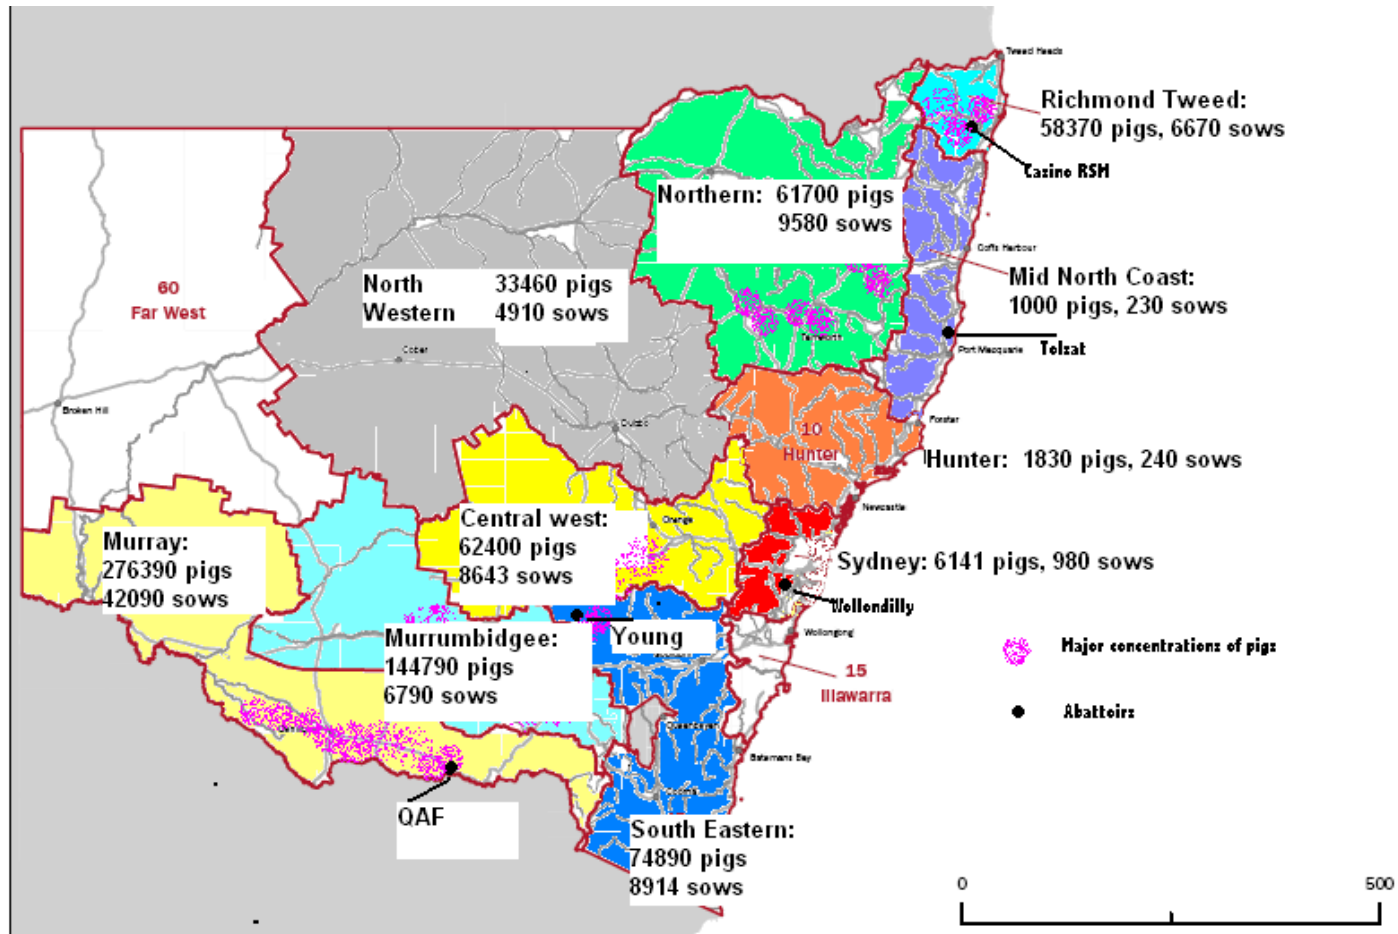 Tweed Heads
Richmond Tweed:
58370 pigs, 6670 sows
Casino RSM
Northern: 61700 pigs
9580 sows
Coffs Harbour
Mid North Coast:
1000 pigs, 230 sows
North Western
33460 pigs
4910 sows
60
Far West
Tamworth
Port Macquarie
Tolsat
Cobar
Broken Hill
Dubbo
Forster
10
Hunter
Hunter: 1830 pigs, 240 sows
Newcastle
Central west:
62400 pigs
8643 sows
Orange
Murray:
276390 pigs
42090 sows
Sydney: 6141 pigs, 980 sows
Wollondilly
Young
Wollongong
Murrumbidgee:
144790 pigs
6790 sows
15
Illawarra
Major concentrations of pigs
Abattoirs
Batemans Bay
QAF
South Eastern:
74890 pigs
8914 sows
0
500